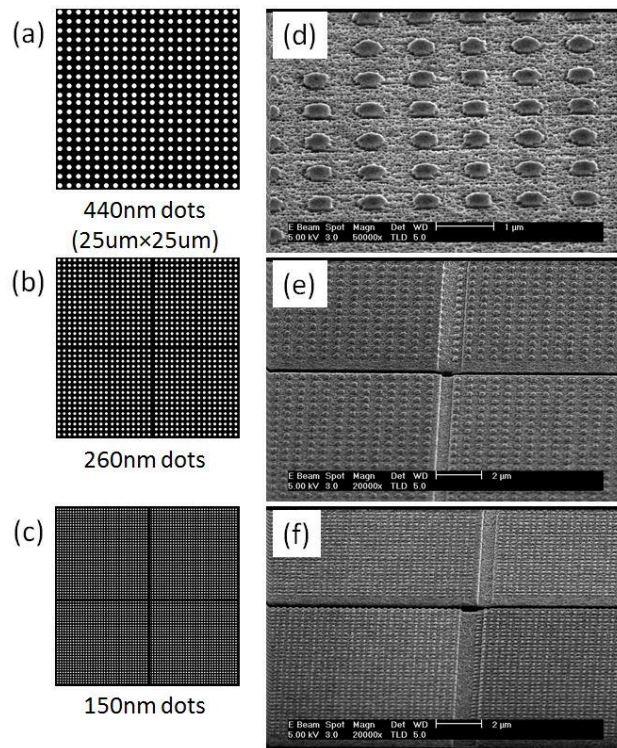 (a)
440nm dots
(25um×25um)
(b)
260nm dots
(c)
150nm dots
(d)
E Beam Spot Magn Det WD
5.00 kV 3.0 50000x TLD 5.0
1 µm
(e)
E Beam Spot Magn Det WD
5.00 kV 3.0 20000x TLD 5.0
2 µm
(f)
E Beam Spot Magn Det WD
5.00 kV 3.0 20000x TLD 5.0
2 µm